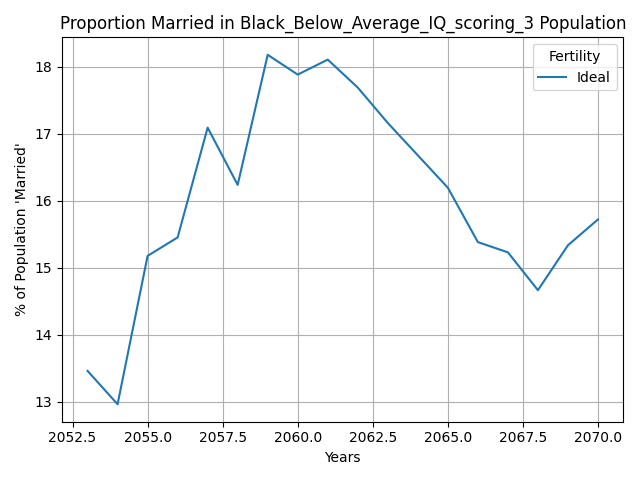 Proportion Married in Black_Below_Average_IQ_scoring_3 Population
Fertility
Ideal
18
17
16
15
14
13
% of Population 'Married'
2052.5 2055.0 2057.5 2060.0 2062.5 2065.0 2067.5 2070.0
Years